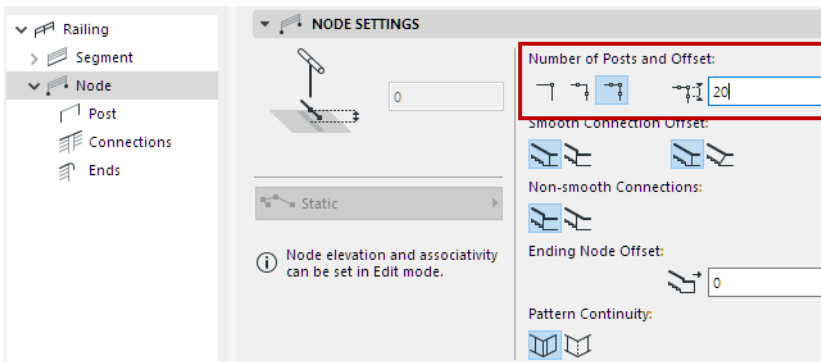 Railing
Segment
Node
Post
Connections
Ends
NODE SETTINGS
0
Static
Node elevation and associativity
can be set in Edit mode.
Number of Posts and Offset:
20
Smooth Connection Offset:
Non-smooth Connections:
Ending Node Offset:
0
Pattern Continuity: